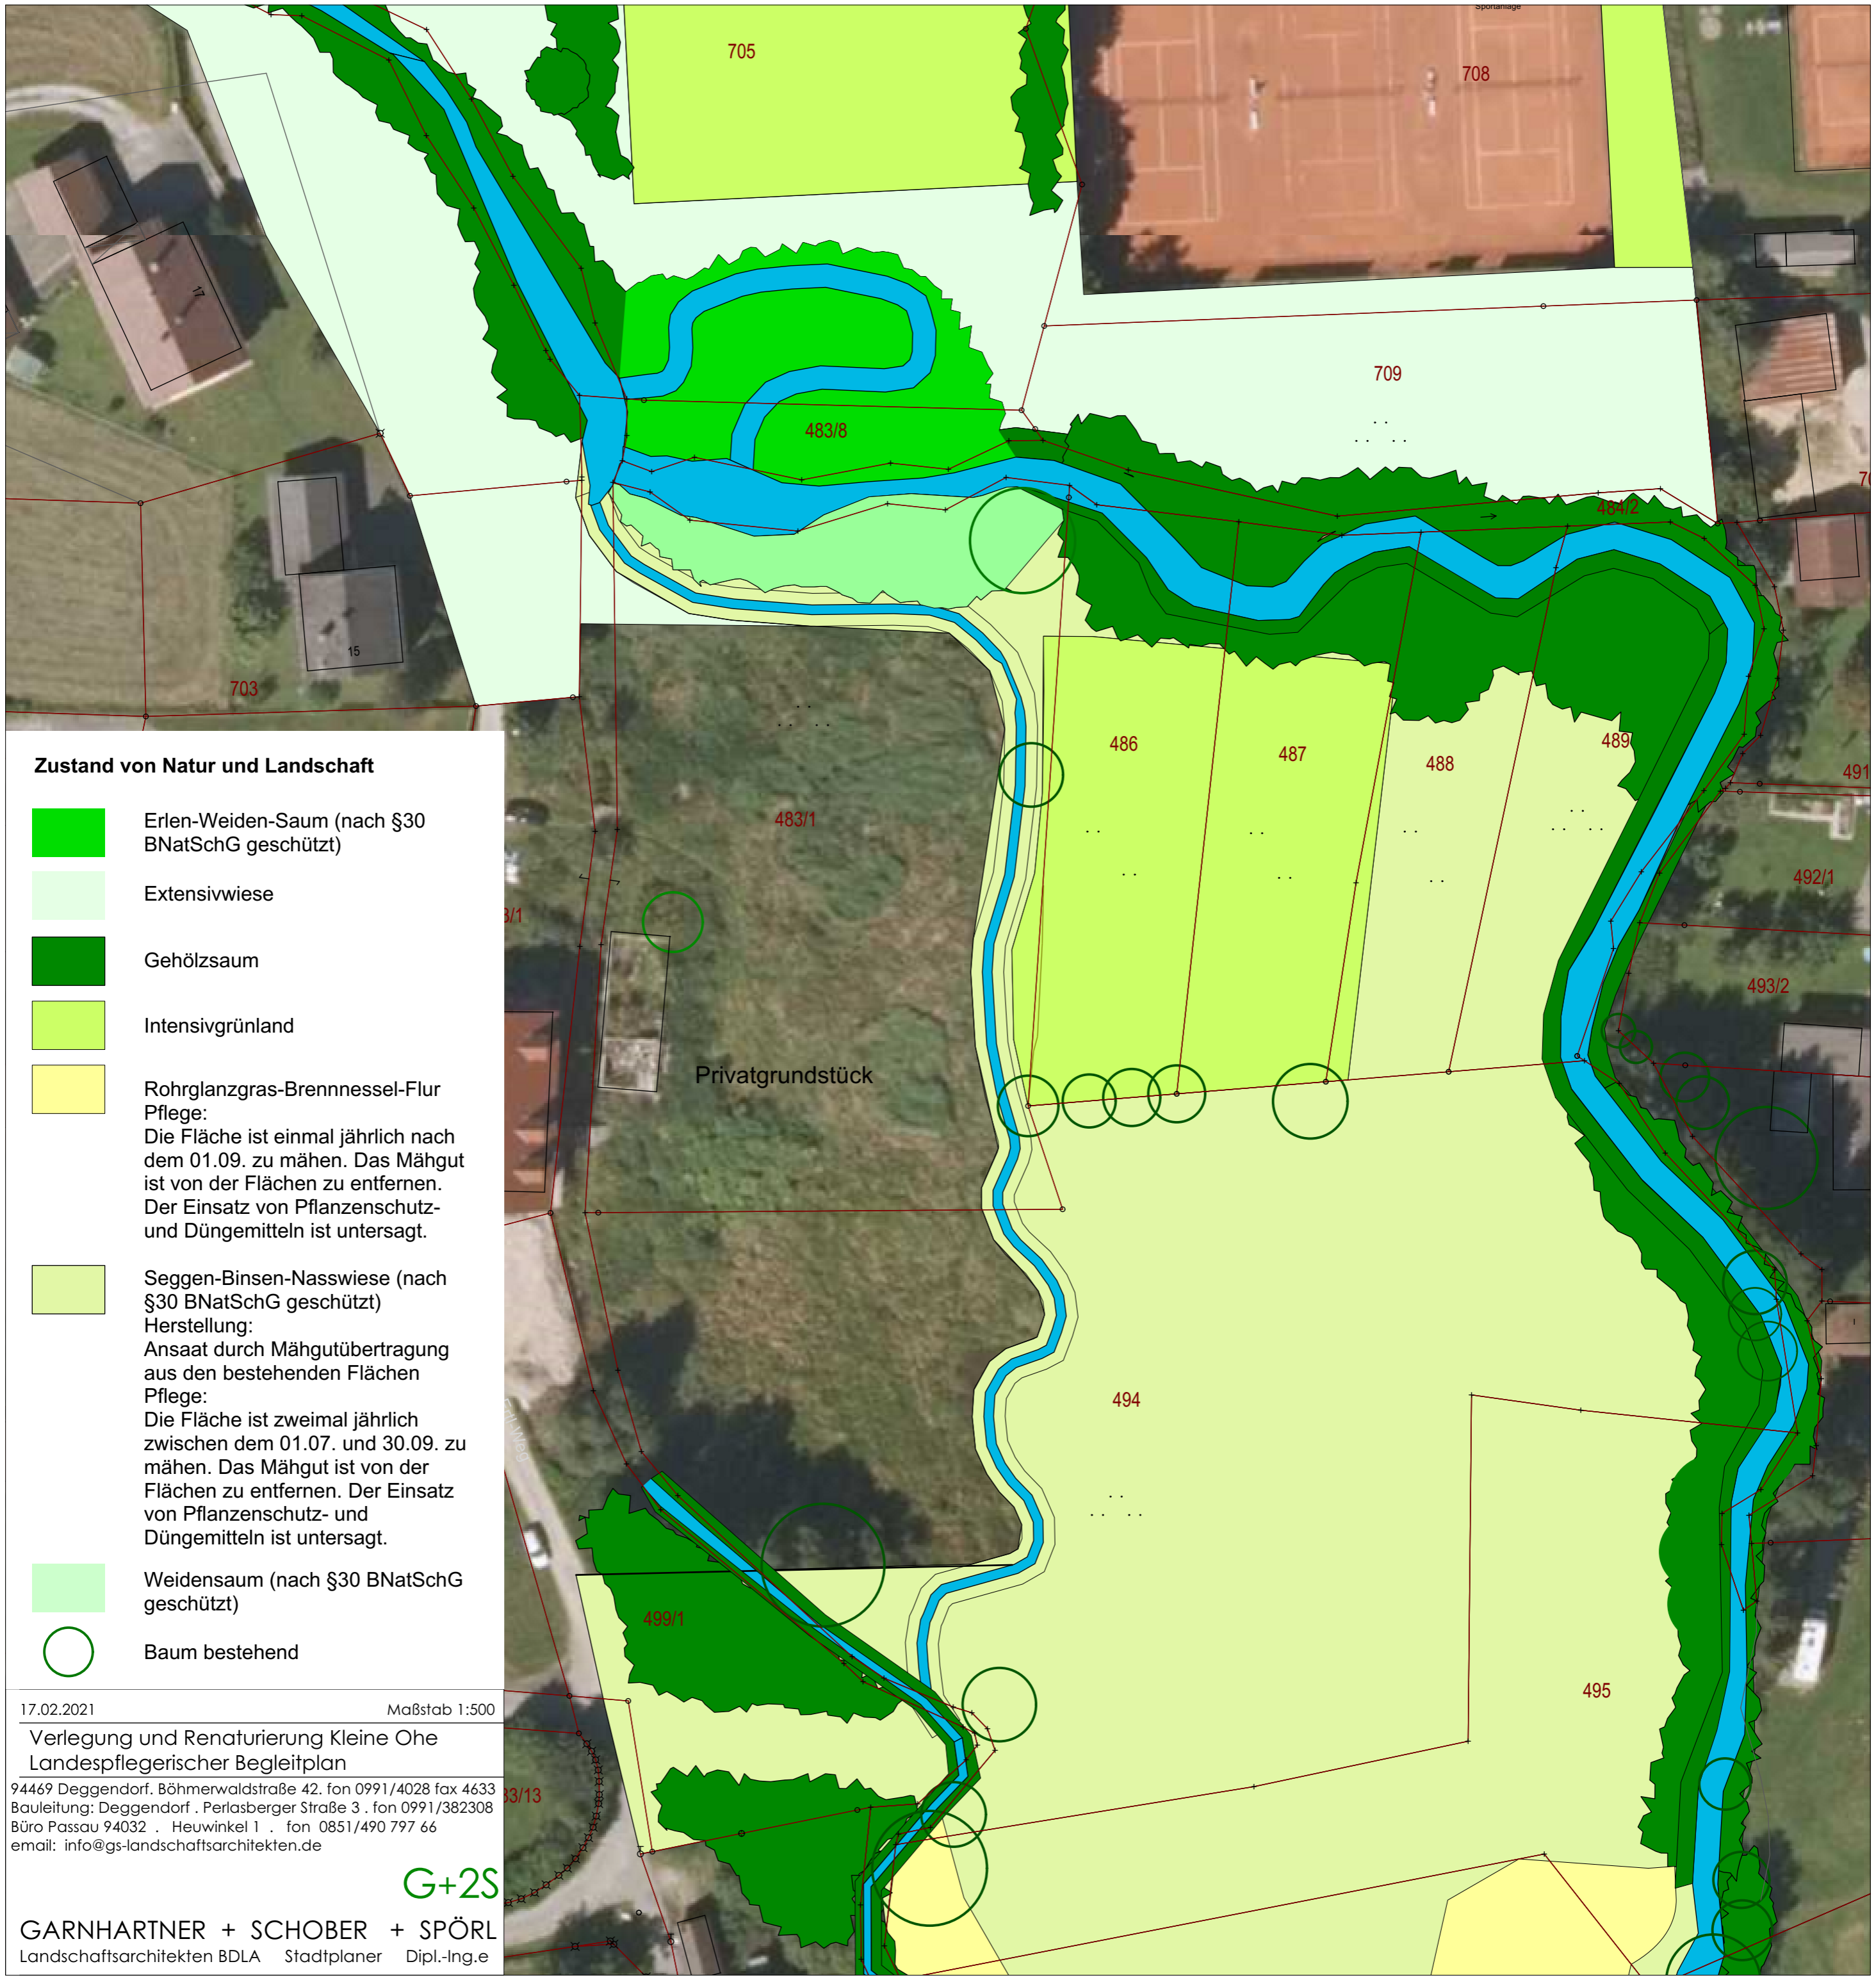 Sportanlage
705
708
17
709
483/8
484/2
15
703
486
487
488
489
491
483/1
492/1
493/2
Privatgrundstück
494
499/1
495
Zustand von Natur und Landschaft
Erlen-Weiden-Saum (nach §30
BNatSchG geschützt)
Extensivwiese
Gehölzsaum
Intensivgrünland
Rohrglanzgras-Brennnessel-Flur
Pflege:
Die Fläche ist einmal jährlich nach
dem 01.09. zu mähen. Das Mähgut
ist von der Flächen zu entfernen.
Der Einsatz von Pflanzenschutz-
und Düngemitteln ist untersagt.
Seggen-Binsen-Nasswiese (nach
§30 BNatSchG geschützt)
Herstellung:
Ansaat durch Mähgutübertragung
aus den bestehenden Flächen
Pflege:
Die Fläche ist zweimal jährlich
zwischen dem 01.07. und 30.09. zu
mähen. Das Mähgut ist von der
Flächen zu entfernen. Der Einsatz
von Pflanzenschutz- und
Düngemitteln ist untersagt.
Weidensaum (nach §30 BNatSchG
geschützt)
Baum bestehend
17.02.2021 Maßstab 1:500
Verlegung und Renaturierung Kleine Ohe
Landespflegerischer Begleitplan
94469 Deggendorf. Böhmerwaldstraße 42. fon 0991/4028 fax 4633
Bauleitung: Deggendorf . Perlasberger Straße 3 . fon 0991/382308
Büro Passau 94032 . Heuwinkel 1 . fon 0851/490 797 66
email: info@gs-landschaftsarchitekten.de
G+2S
GARNHARTNER + SCHOBER + SPÖRL
Landschaftsarchitekten BDLA Stadtplaner Dipl.-Ing.e